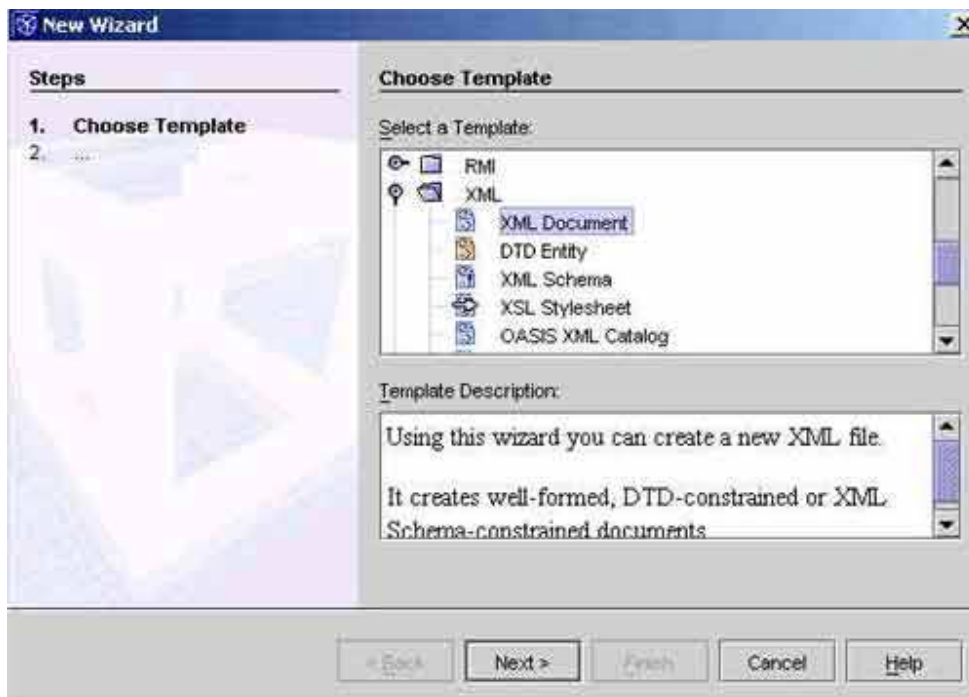 New Wizard
Steps
1. Choose Template
2. ...
Choose Template
Select a Template:
RMI
XML
XML Document
DTD Entity
XML Schema
XSL Stylesheet
OASIS XML Catalog
Template Description:
Using this wizard you can create a new XML file.
It creates well-formed, DTD-constrained or XML
Schema-constrained documents
< Back
Next >
Finish
Cancel
Help